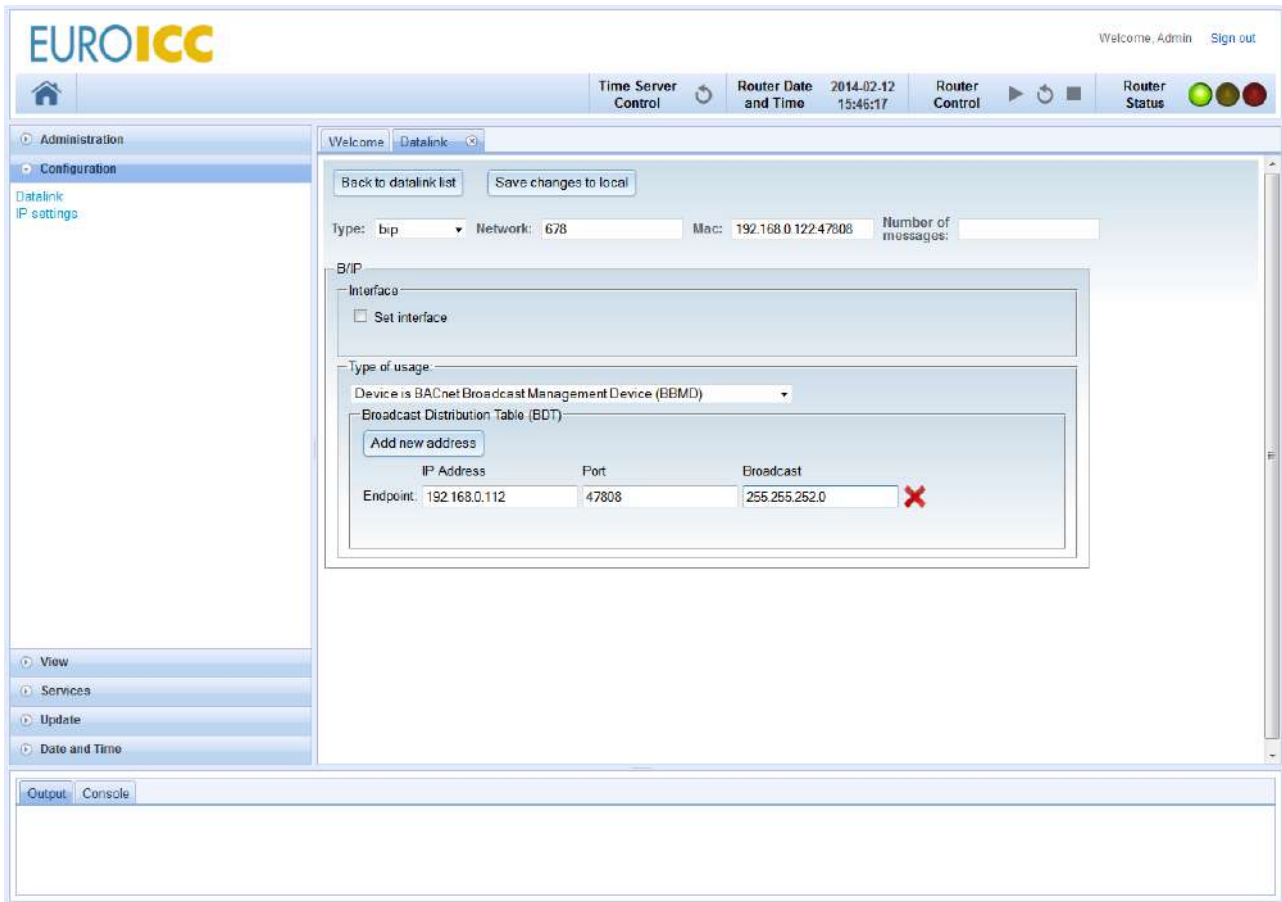 EUROICC
Welcome, Admin Sign out
Time Server Control
Router Date and Time
2014-02-12 15:46:17
Router Control
Router Status
Administration
Configuration
Datalink
IP settings
View
Services
Update
Date and Time
Welcome Datalink
Back to datalink list Save changes to local
Type: bip Network: 678 Mac: 192.168.0.122:47808 Number of messages:
B/IP
Interface
Set interface
Type of usage:
Device is BACnet Broadcast Management Device (BBMD)
Broadcast Distribution Table (BDT)
Add new address
IP Address Port Broadcast
Endpoint: 192.168.0.112 47808 255.255.252.0
Output Console